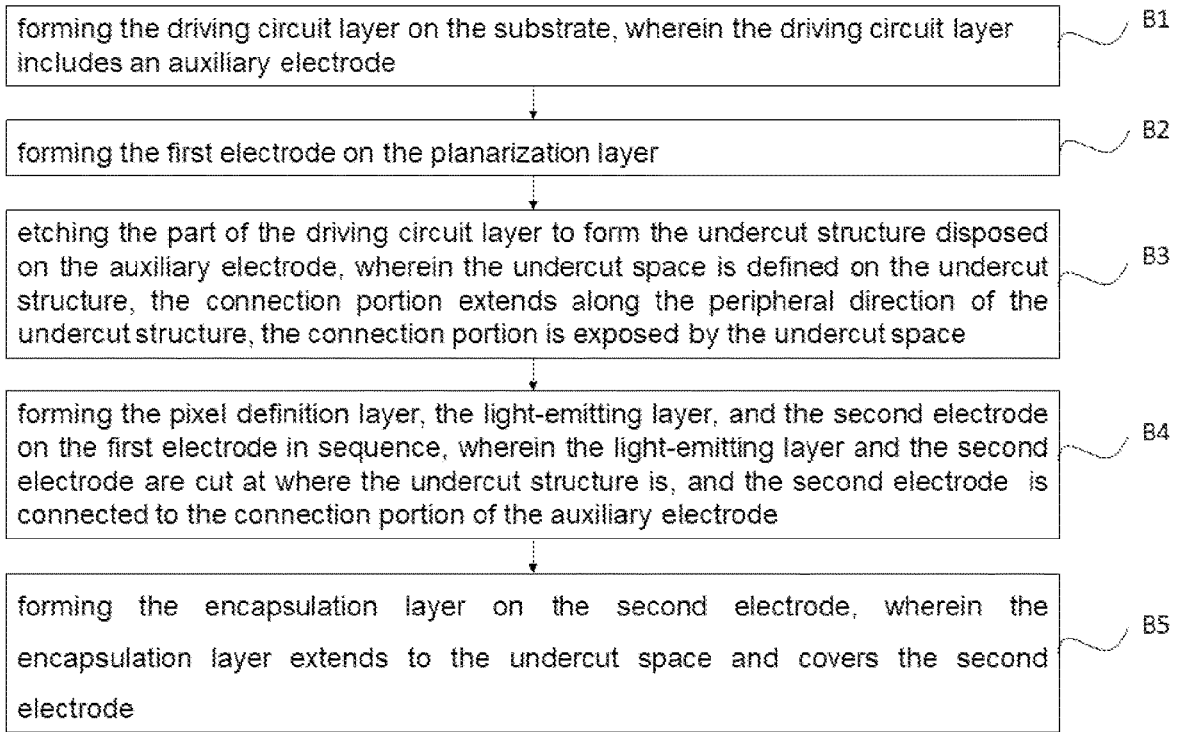 forming the driving circuit layer on the substrate, wherein the driving circuit layer
includes an auxiliary electrode
B1
forming the first electrode on the planarization layer
B2
etching the part of the driving circuit layer to form the undercut structure disposed
on the auxiliary electrode, wherein the undercut space is defined on the undercut
structure, the connection portion extends along the peripheral direction of the
undercut structure, the connection portion is exposed by the undercut space
B3
forming the pixel definition layer, the light-emitting layer, and the second electrode
on the first electrode in sequence, wherein the light-emitting layer and the second
electrode are cut at where the undercut structure is, and the second electrode is
connected to the connection portion of the auxiliary electrode
B4
forming the encapsulation layer on the second electrode, wherein the
encapsulation layer extends to the undercut space and covers the second
electrode
B5